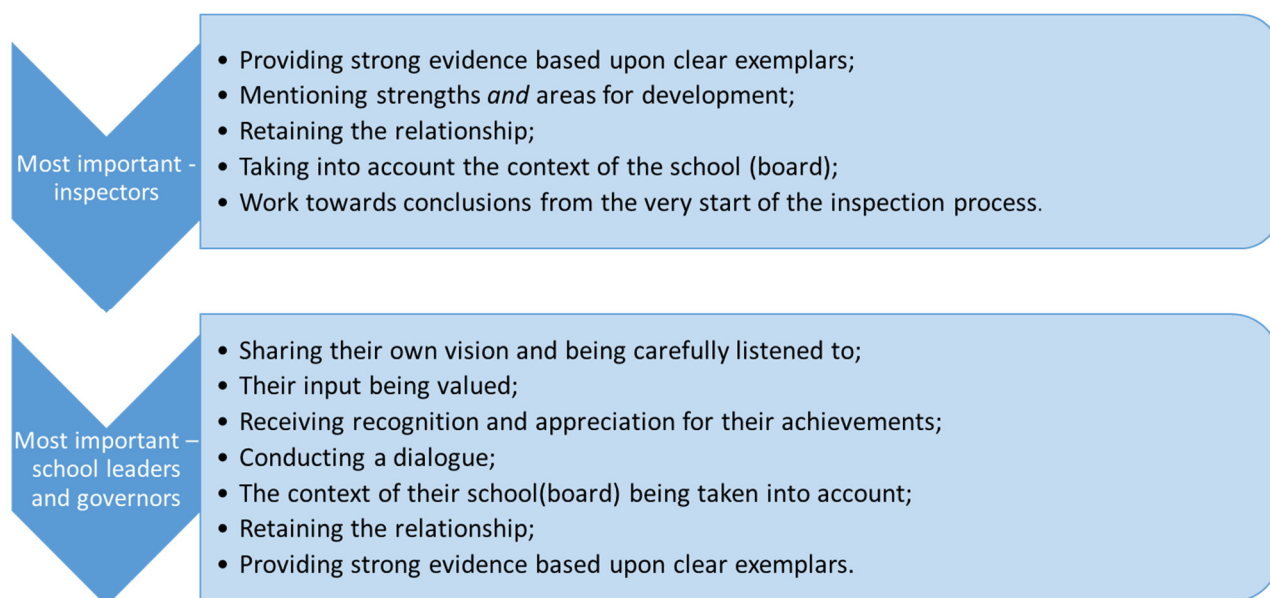 Most important -
inspectors
• Providing strong evidence based upon clear exemplars;
• Mentioning strengths and areas for development;
• Retaining the relationship;
• Taking into account the context of the school (board);
• Work towards conclusions from the very start of the inspection process.
Most important –
school leaders
and governors
• Sharing their own vision and being carefully listened to;
• Their input being valued;
• Receiving recognition and appreciation for their achievements;
• Conducting a dialogue;
• The context of their school(board) being taken into account;
• Retaining the relationship;
• Providing strong evidence based upon clear exemplars.